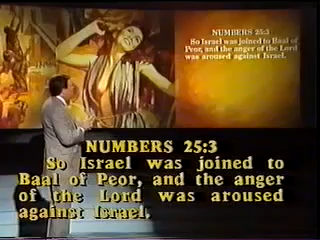 NUMBERS 25:3
So Israel was joined to Baal of
Peor, and the anger of the Lord
was aroused against Israel.
NUMBERS 25:3
So Israel was joined to
Baal of Peor, and the anger
of the Lord was aroused
against Israel.